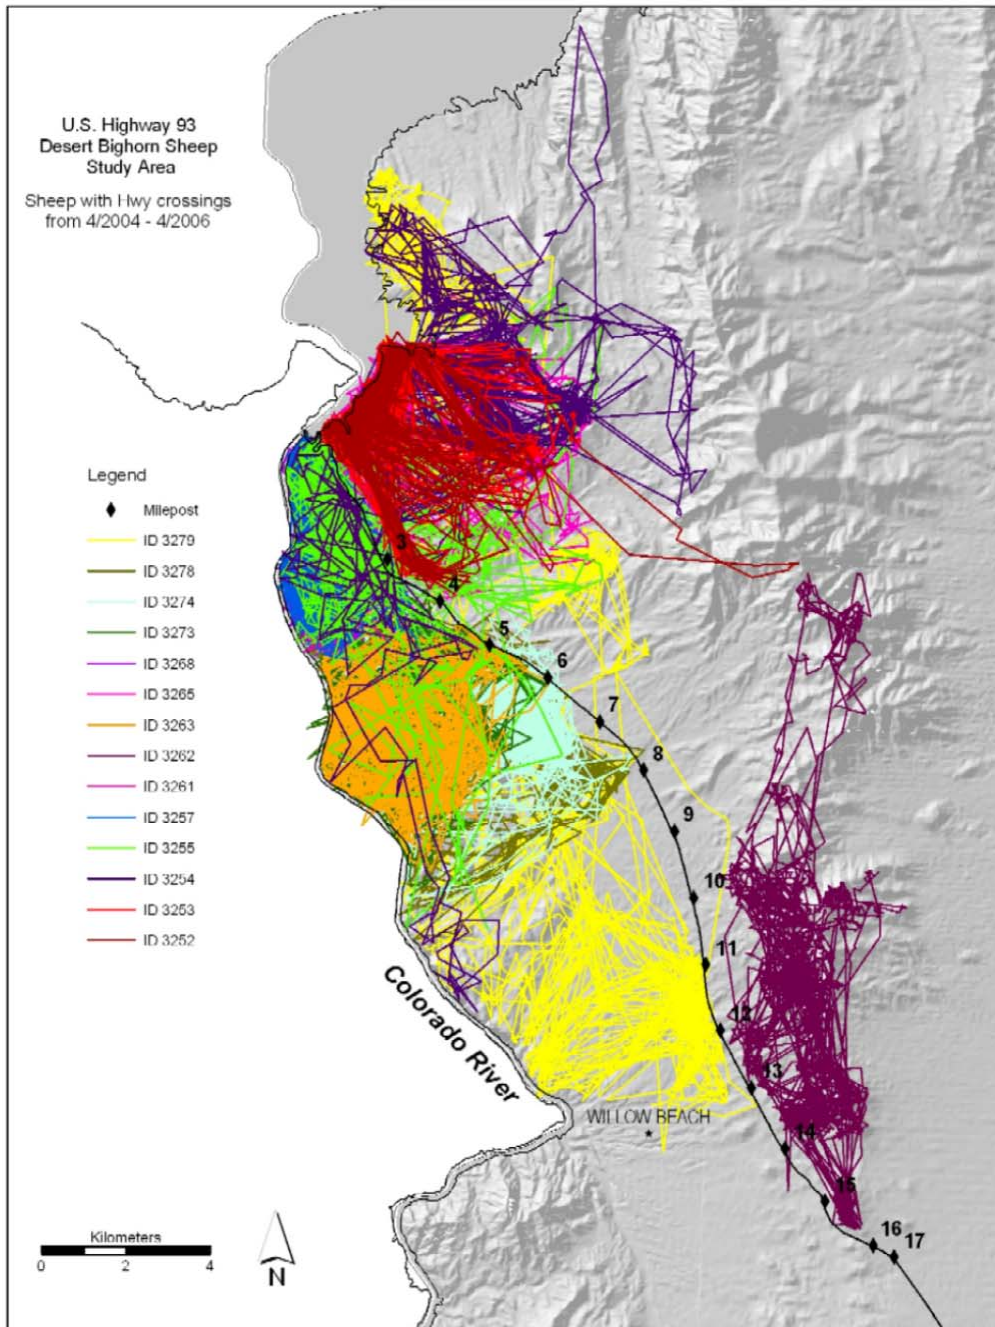 U.S. Highway 93
Desert Bighorn Sheep
Study Area
Sheep with Hwy crossings
from 4/2004 - 4/2006
Legend
Milepost
ID 3279
ID 3278
ID 3274
ID 3273
ID 3268
ID 3265
ID 3263
ID 3262
ID 3261
ID 3257
ID 3255
ID 3254
ID 3253
ID 3252
3
4
5
6
7
8
9
10
11
12
13
14
15
16
17
Colorado River
WILLOW BEACH
Kilometers
0 2 4
N